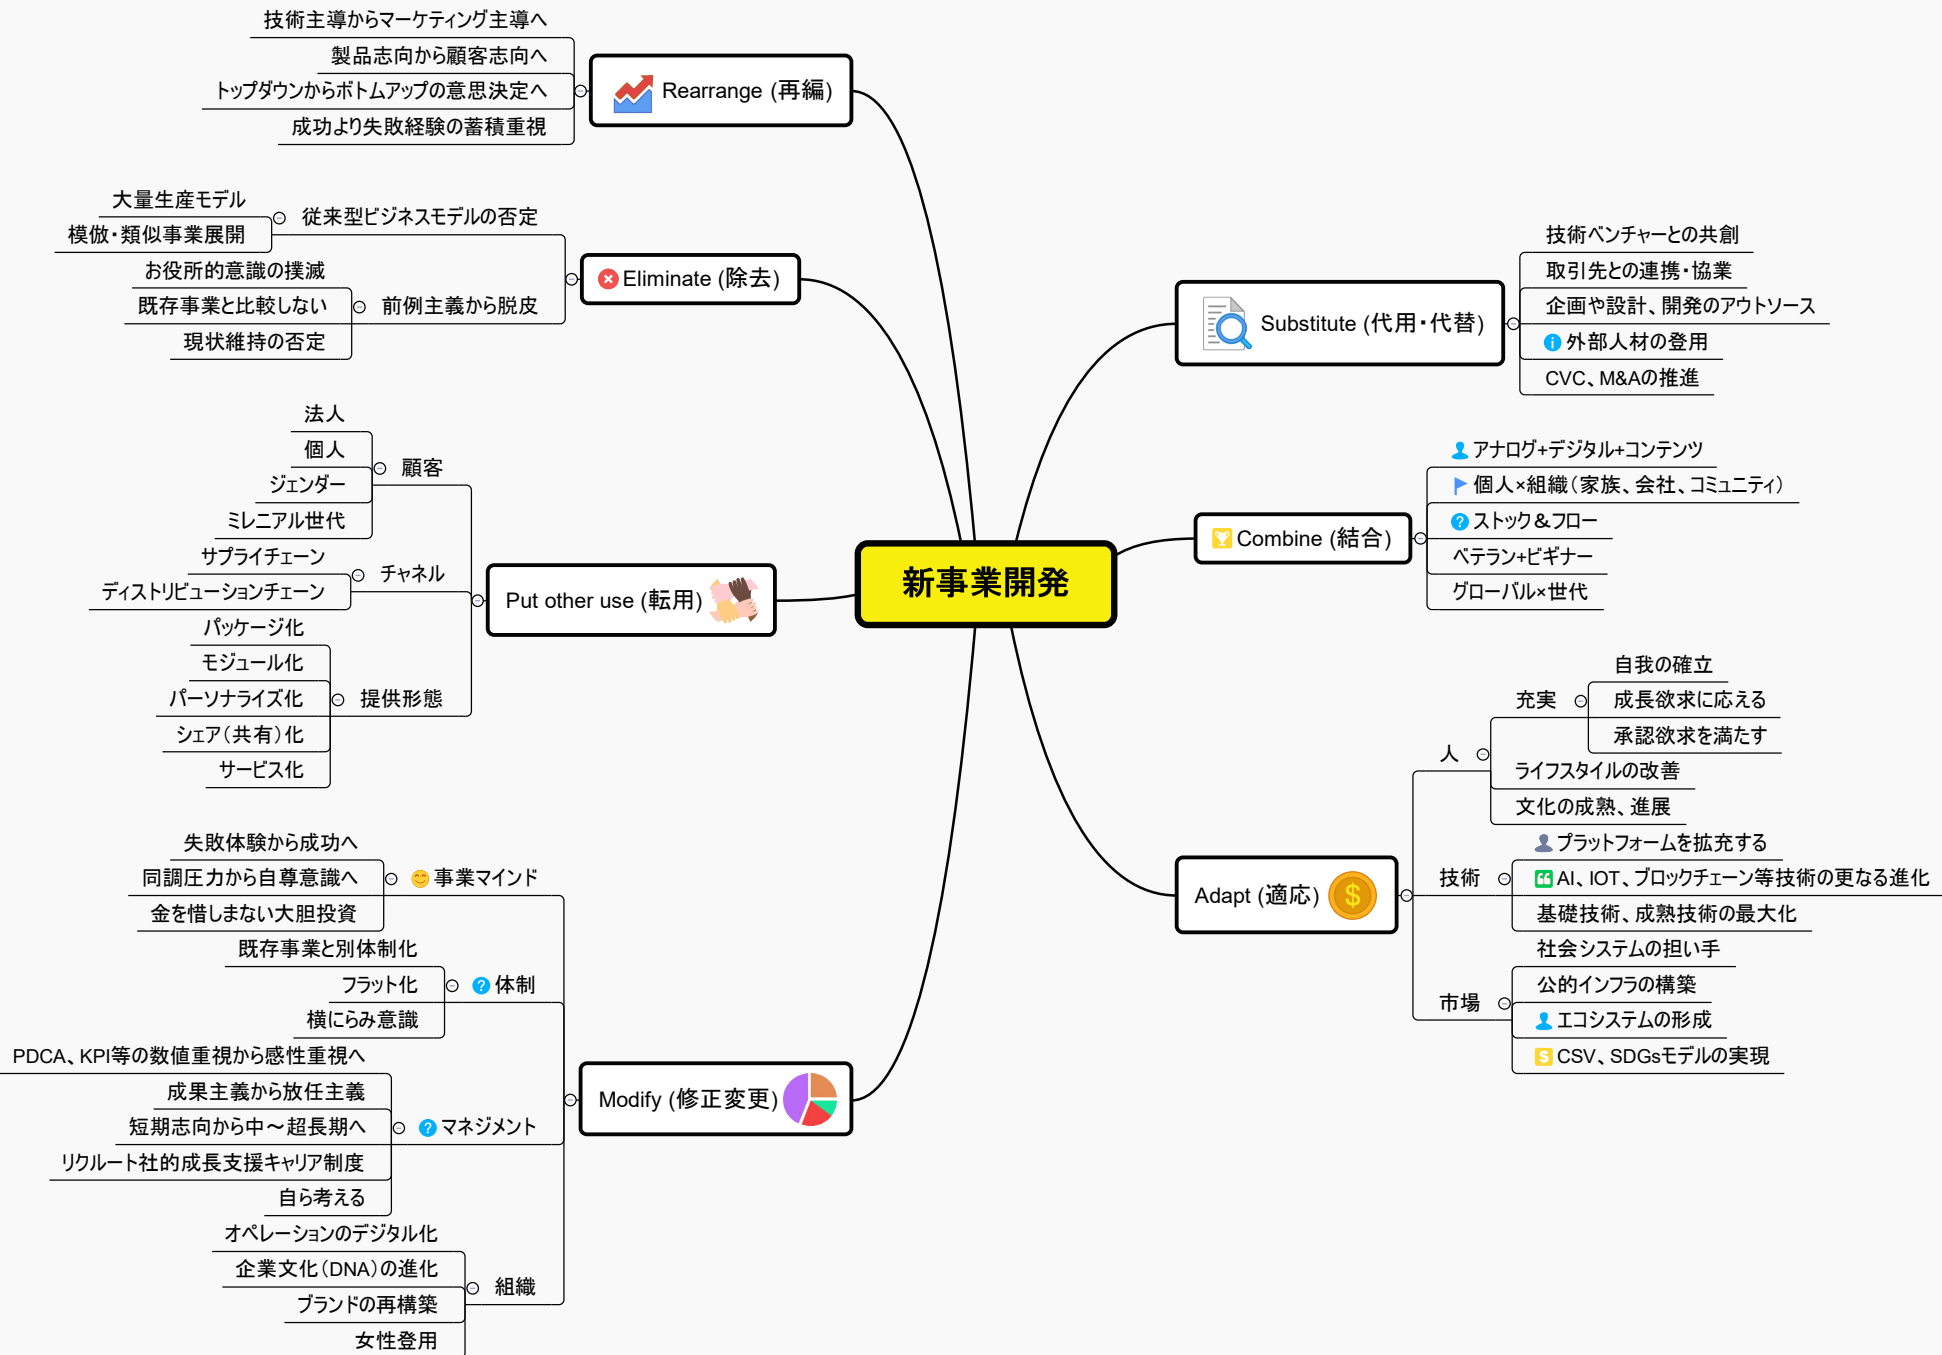 新事業開発
Rearrange (再編)
技術主導からマーケティング主導へ
製品志向から顧客志向へ
トップダウンからボトムアップの意思決定へ
成功より失敗経験の蓄積重視
Eliminate (除去)
従来型ビジネスモデルの否定
大量生産モデル
模倣・類似事業展開
前例主義から脱皮
お役所的意識の撲滅
既存事業と比較しない
現状維持の否定
Put other use (転用)
顧客
法人
個人
ジェンダー
ミレニアル世代
チャネル
サプライチェーン
ディストリビューションチェーン
提供形態
パッケージ化
モジュール化
パーソナライズ化
シェア（共有）化
サービス化
Modify (修正変更)
事業マインド
失敗体験から成功へ
同調圧力から自尊意識へ
金を惜しまない大胆投資
体制
既存事業と別体制化
フラット化
横にらみ意識
マネジメント
PDCA、KPI等の数値重視から感性重視へ
成果主義から放任主義
短期志向から中～超長期へ
リクルート社的成長支援キャリア制度
自ら考える
組織
オペレーションのデジタル化
企業文化（DNA）の進化
ブランドの再構築
女性登用
Substitute (代用・代替)
技術ベンチャーとの共創
取引先との連携・協業
企画や設計、開発のアウトソース
外部人材の登用
CVC、M&Aの推進
Combine (結合)
アナログ+デジタル+コンテンツ
個人×組織（家族、会社、コミュニティ）
ストック＆フロー
ベテラン+ビギナー
グローバル×世代
Adapt (適応)
人
充実
自我の確立
成長欲求に応える
承認欲求を満たす
ライフスタイルの改善
文化の成熟、進展
技術
プラットフォームを拡充する
AI、IOT、ブロックチェーン等技術の更なる進化
基礎技術、成熟技術の最大化
市場
社会システムの担い手
公的インフラの構築
エコシステムの形成
CSV、SDGsモデルの実現